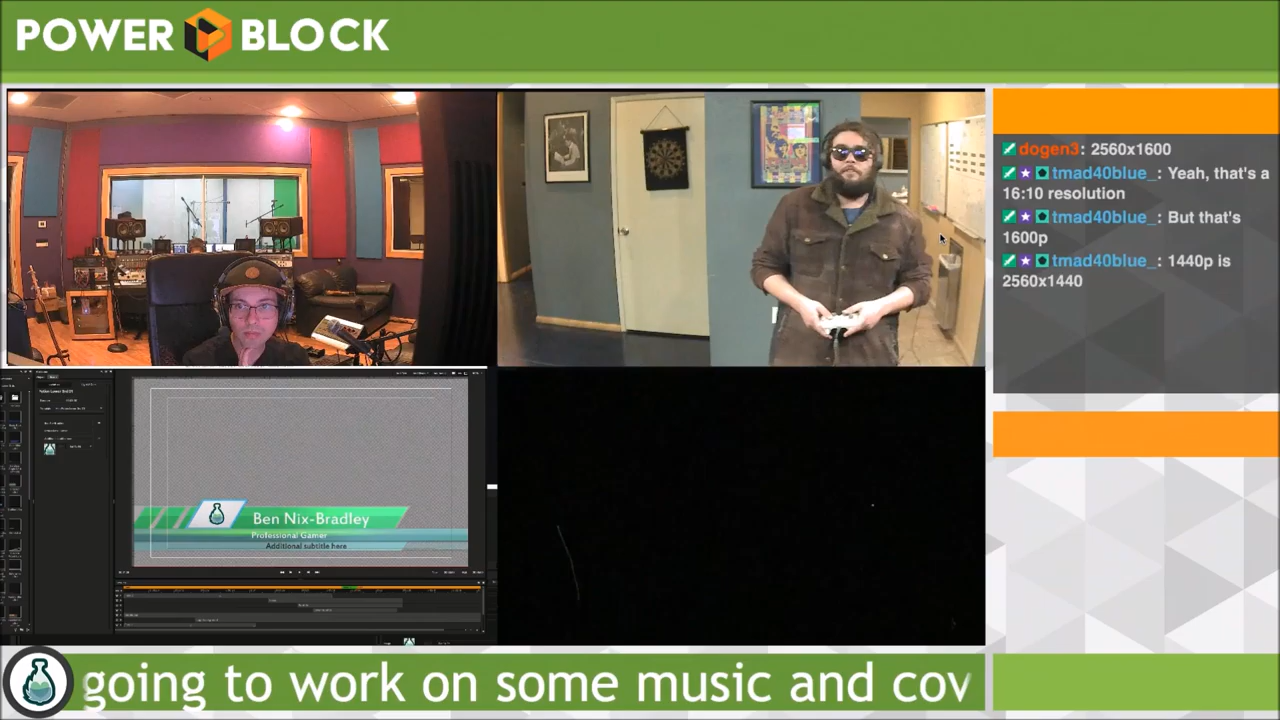 POWER BLOCK
dogen3: 2560x1600
tmad40blue_: Yeah, that's a
16:10 resolution
tmad40blue_: But that's
1600p
tmad40blue_: 1440p is
2560x1440
Ben Nix-Bradley
Professional Gamer
Additional subtitle here
going to work on some music and cov